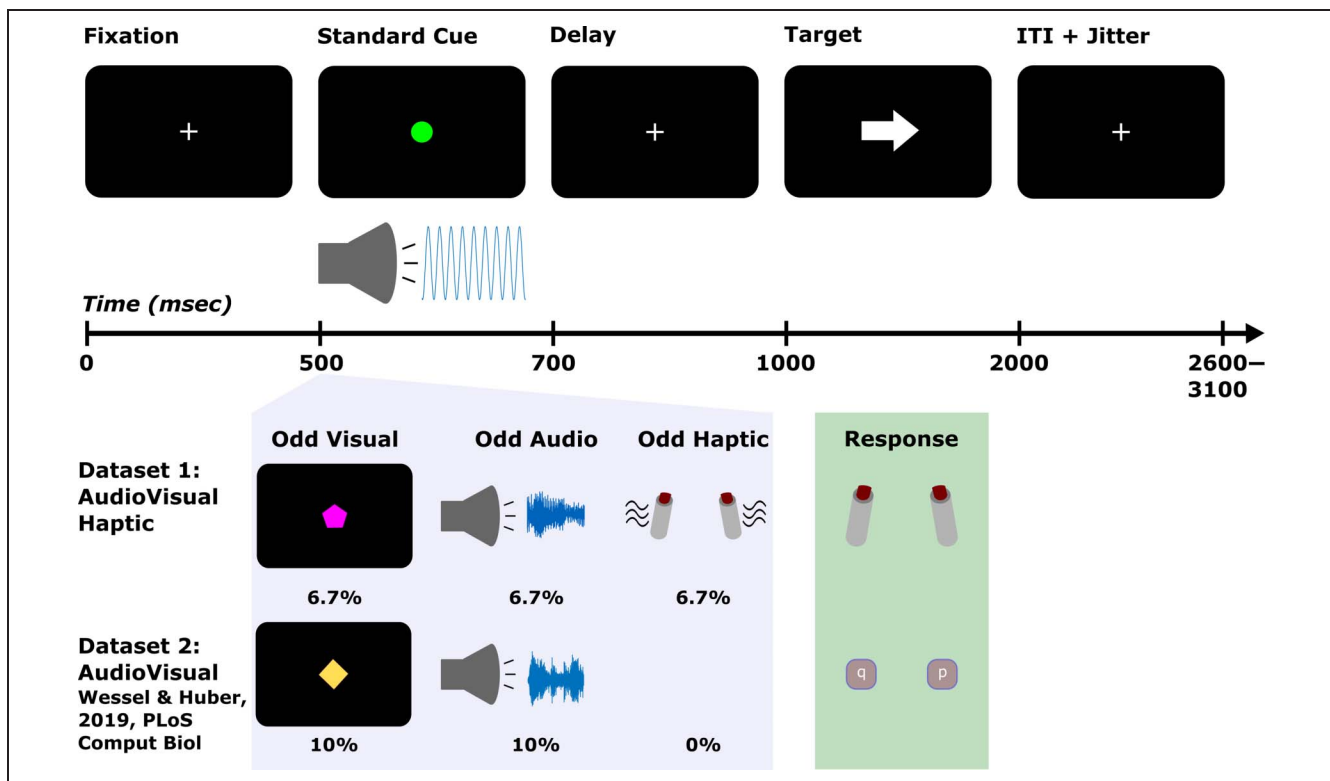 Fixation
Standard Cue
Delay
Target
ITI + Jitter
Time (msec)
0
500
700
1000
2000
2600–
3100
Odd Visual
Odd Audio
Odd Haptic
Response
Dataset 1:
AudioVisual
Haptic
6.7%
6.7%
6.7%
Dataset 2:
AudioVisual
Wessel & Huber,
2019, PLoS
Comput Biol
q
p
10%
10%
0%